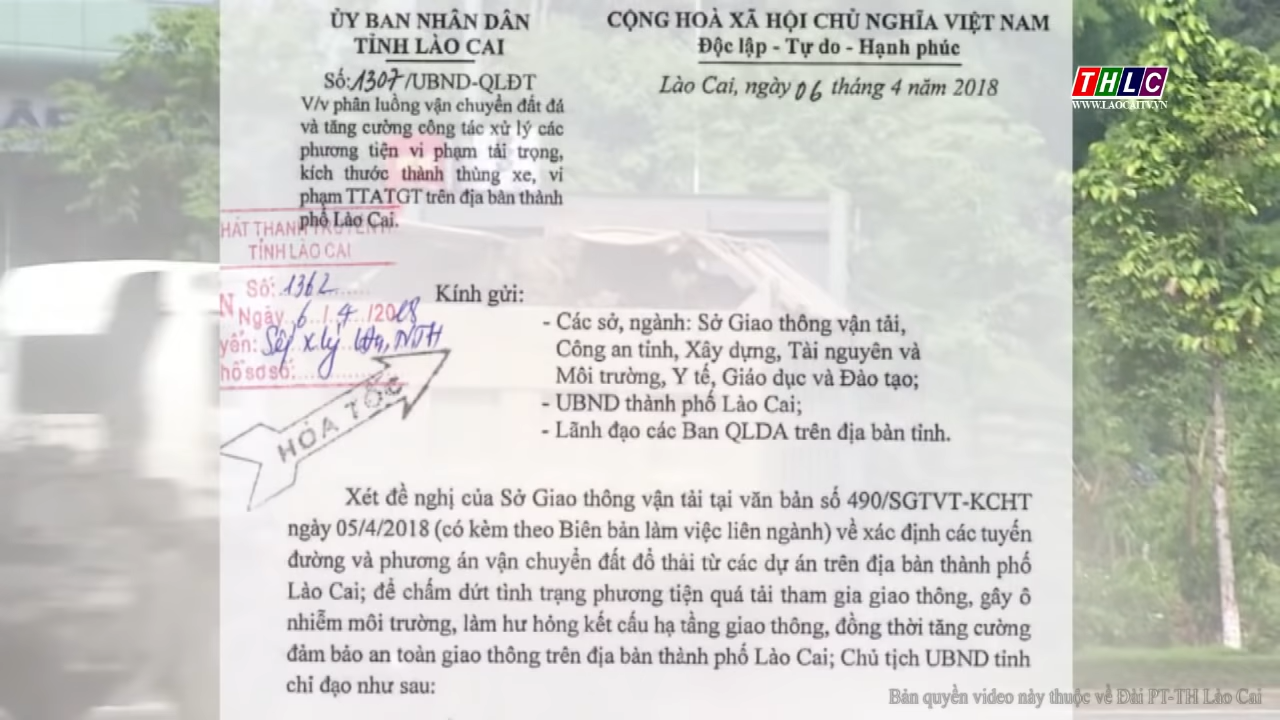 ỦY BAN NHÂN DÂN
TỈNH LÀO CAI
Số:1307/UBND-QLĐT
V/v phân luồng vận chuyển đất đá
và tăng cường công tác xử lý các
phương tiện vi phạm tải trọng,
kích thước thành thùng xe, vi
phạm TTATGT trên địa bàn thành
phố Lào Cai.
CỘNG HOÀ XÃ HỘI CHỦ NGHĨA VIỆT NAM
Độc lập - Tự do - Hạnh phúc
Lào Cai, ngày 06 tháng 4 năm 2018
THLC
WWW.LAOCAITV.VN
HÁT THANH TRUYỀN
TỈNH LÀO CAI
Số: 1362
N Ngày 6 / 4 /2018
yển:
hồ sơ số:
HỎA TỐC
Kính gửi:
- Các sở, ngành: Sở Giao thông vận tải,
Công an tỉnh, Xây dựng, Tài nguyên và
Môi trường, Y tế, Giáo dục và Đào tạo;
- UBND thành phố Lào Cai;
- Lãnh đạo các Ban QLDA trên địa bàn tỉnh.
Xét đề nghị của Sở Giao thông vận tải tại văn bản số 490/SGTVT-KCHT
ngày 05/4/2018 (có kèm theo Biên bản làm việc liên ngành) về xác định các tuyến
đường và phương án vận chuyển đất đổ thải từ các dự án trên địa bàn thành phố
Lào Cai; để chấm dứt tình trạng phương tiện quá tải tham gia giao thông, gây ô
nhiễm môi trường, làm hư hỏng kết cấu hạ tầng giao thông, đồng thời tăng cường
đảm bảo an toàn giao thông trên địa bàn thành phố Lào Cai; Chủ tịch UBND tỉnh
chỉ đạo như sau:
Bản quyền video này thuộc về Đài PT-TH Lào Cai